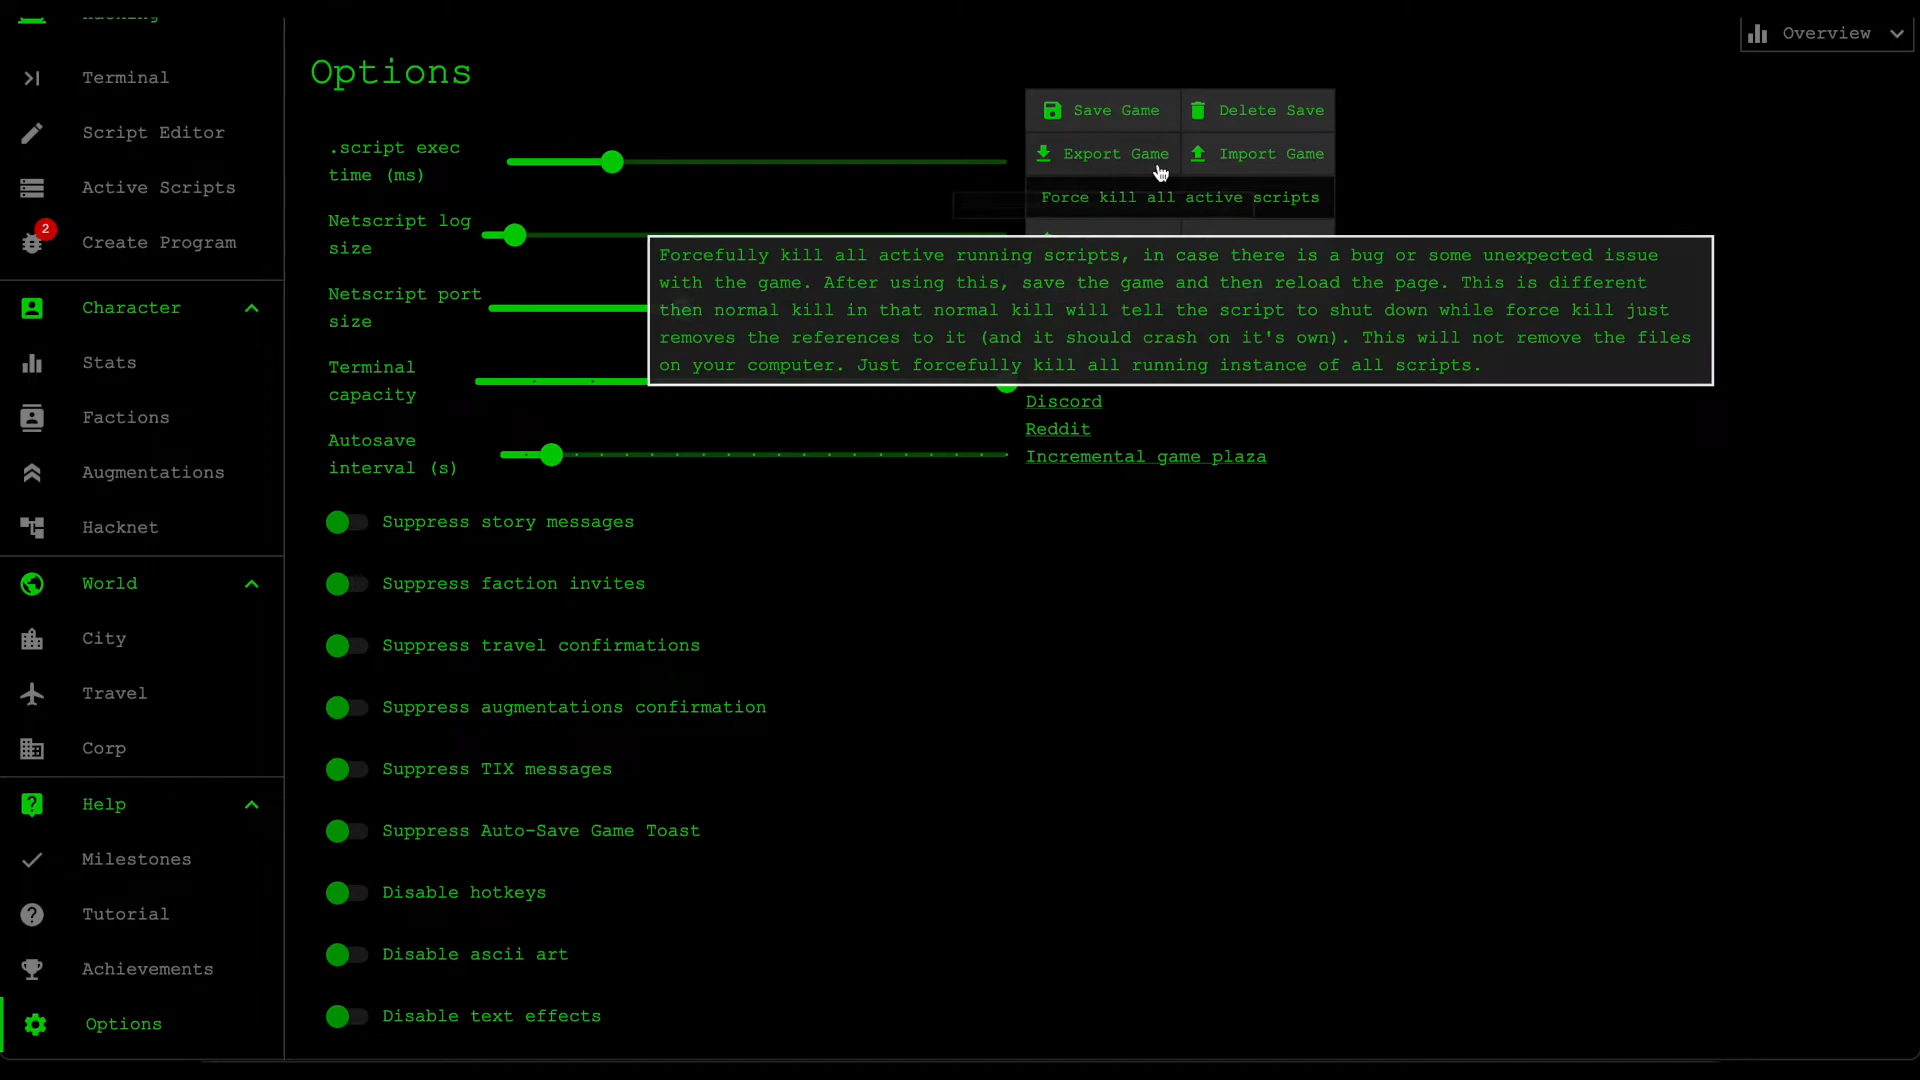 Hacking
Terminal
Script Editor
Active Scripts
2
Create Program
Character
Stats
Factions
Augmentations
Hacknet
World
City
Travel
Corp
Help
Milestones
Tutorial
Achievements
Options
Options
.script exec
time (ms)
Netscript log
size
Netscript port
size
Terminal
capacity
Autosave
interval (s)
Suppress story messages
Suppress faction invites
Suppress travel confirmations
Suppress augmentations confirmation
Suppress TIX messages
Suppress Auto-Save Game Toast
Disable hotkeys
Disable ascii art
Disable text effects
Save Game
Delete Save
Export Game
Import Game
Force kill all active scripts
Forcefully kill all active running scripts, in case there is a bug or some unexpected issue
with the game. After using this, save the game and then reload the page. This is different
then normal kill in that normal kill will tell the script to shut down while force kill just
removes the references to it (and it should crash on it's own). This will not remove the files
on your computer. Just forcefully kill all running instance of all scripts.
Discord
Reddit
Incremental game plaza
Overview